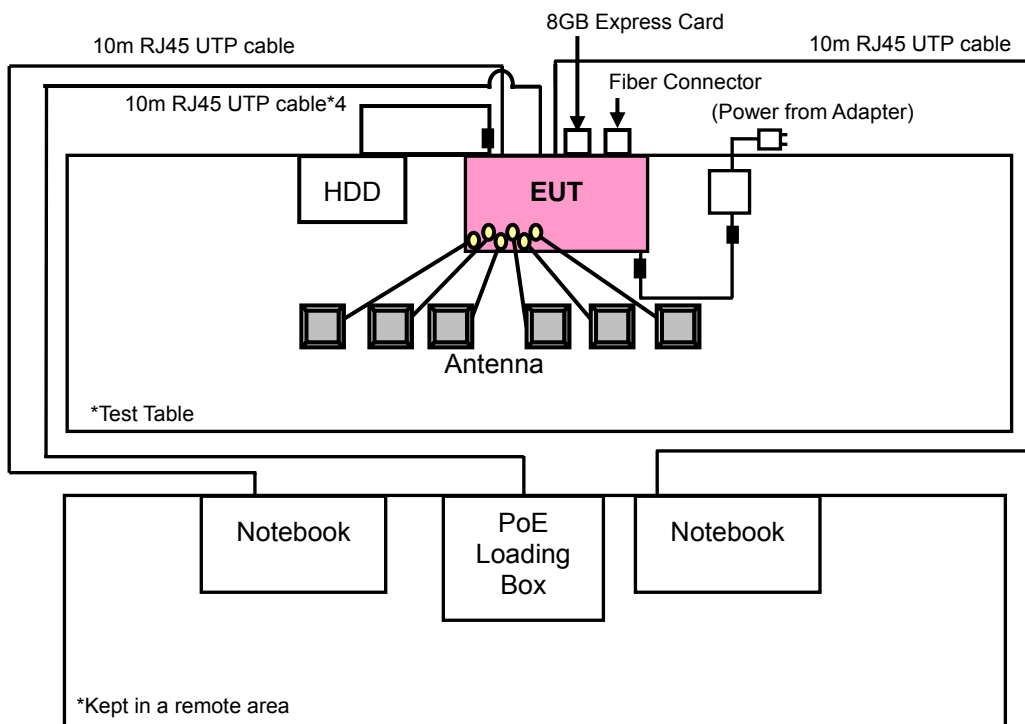 8GB Express Card
10m RJ45 UTP cable
10m RJ45 UTP cable
Fiber Connector
10m RJ45 UTP cable*4
(Power from Adapter)
HDD
EUT
Antenna
*Test Table
Notebook
PoE
Loading
Box
Notebook
*Kept in a remote area